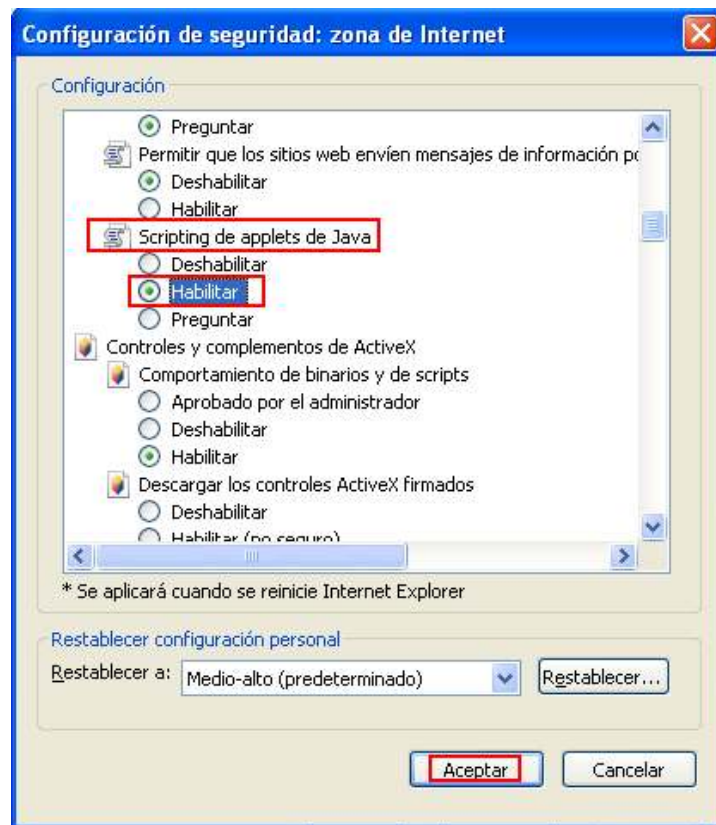 Configuración de seguridad: zona de Internet
Configuración
Preguntar
Permitir que los sitios web envíen mensajes de información
Deshabilitar
Habilitar
Scripting de applets de Java
Deshabilitar
Habilitar
Preguntar
Controles y complementos de ActiveX
Comportamiento de binarios y de scripts
Aprobado por el administrador
Deshabilitar
Habilitar
Descargar los controles ActiveX firmados
Deshabilitar
Habilitar (no seguro)
* Se aplicará cuando se reinicie Internet Explorer
Restablecer configuración personal
Restablecer a: Medio-alto (predeterminado) Restablecer...
Aceptar Cancelar